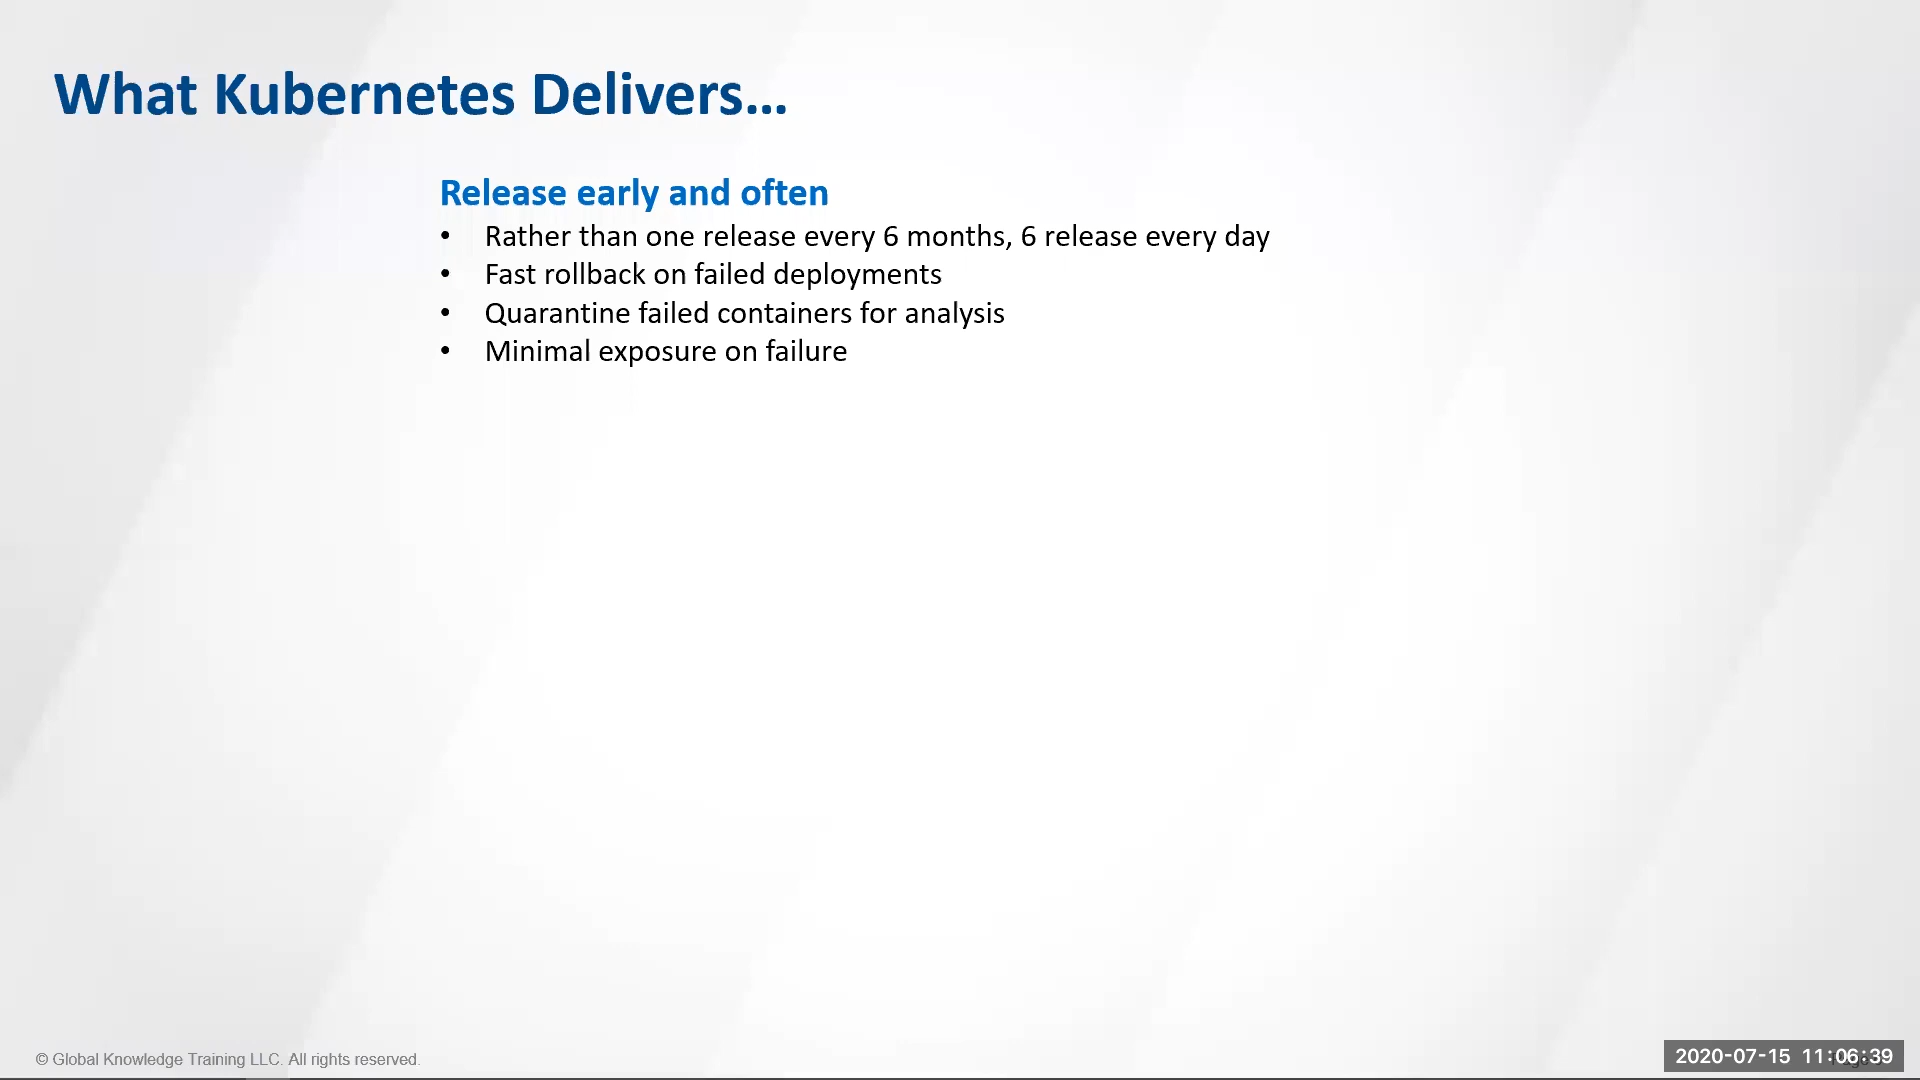 What Kubernetes Delivers...
Release early and often
• Rather than one release every 6 months, 6 release every day
• Fast rollback on failed deployments
• Quarantine failed containers for analysis
• Minimal exposure on failure
© Global Knowledge Training LLC. All rights reserved.
2020-07-15 11:06:39